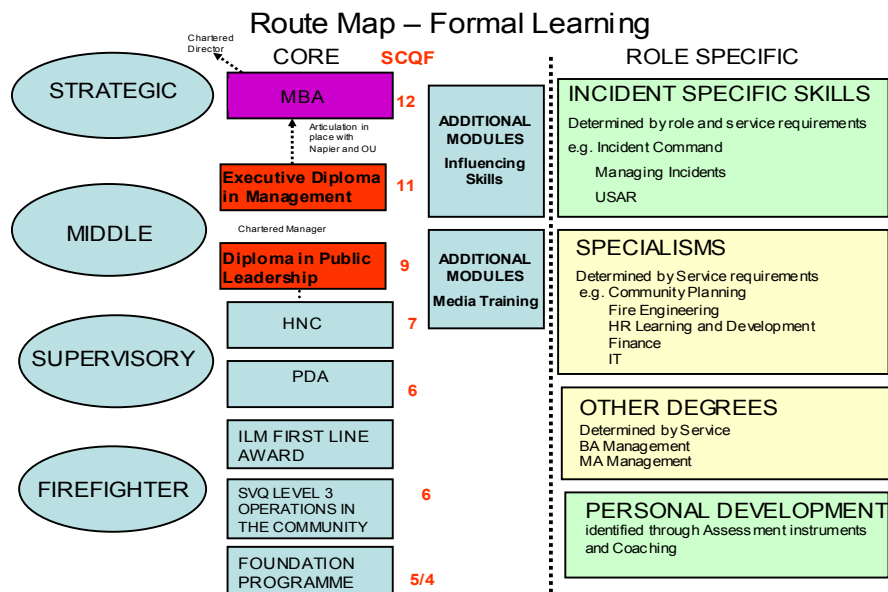 Route Map – Formal Learning
Chartered
Director
CORE
SCQF
ROLE SPECIFIC
STRATEGIC
MIDDLE
SUPERVISORY
FIREFIGHTER
MBA
12
Articulation in
place with
Napier and OU
Executive Diploma
in Management
11
Chartered Manager
Diploma in Public
Leadership
9
HNC
7
PDA
6
ILM FIRST LINE
AWARD
SVQ LEVEL 3
OPERATIONS IN
THE COMMUNITY
6
FOUNDATION
PROGRAMME
5/4
ADDITIONAL
MODULES
Influencing
Skills
ADDITIONAL
MODULES
Media Training
INCIDENT SPECIFIC SKILLS
Determined by role and service requirements
e.g. Incident Command
Managing Incidents
USAR
SPECIALISMS
Determined by Service requirements
e.g. Community Planning
Fire Engineering
HR Learning and Development
Finance
IT
OTHER DEGREES
Determined by Service
BA Management
MA Management
PERSONAL DEVELOPMENT
identified through Assessment instruments
and Coaching